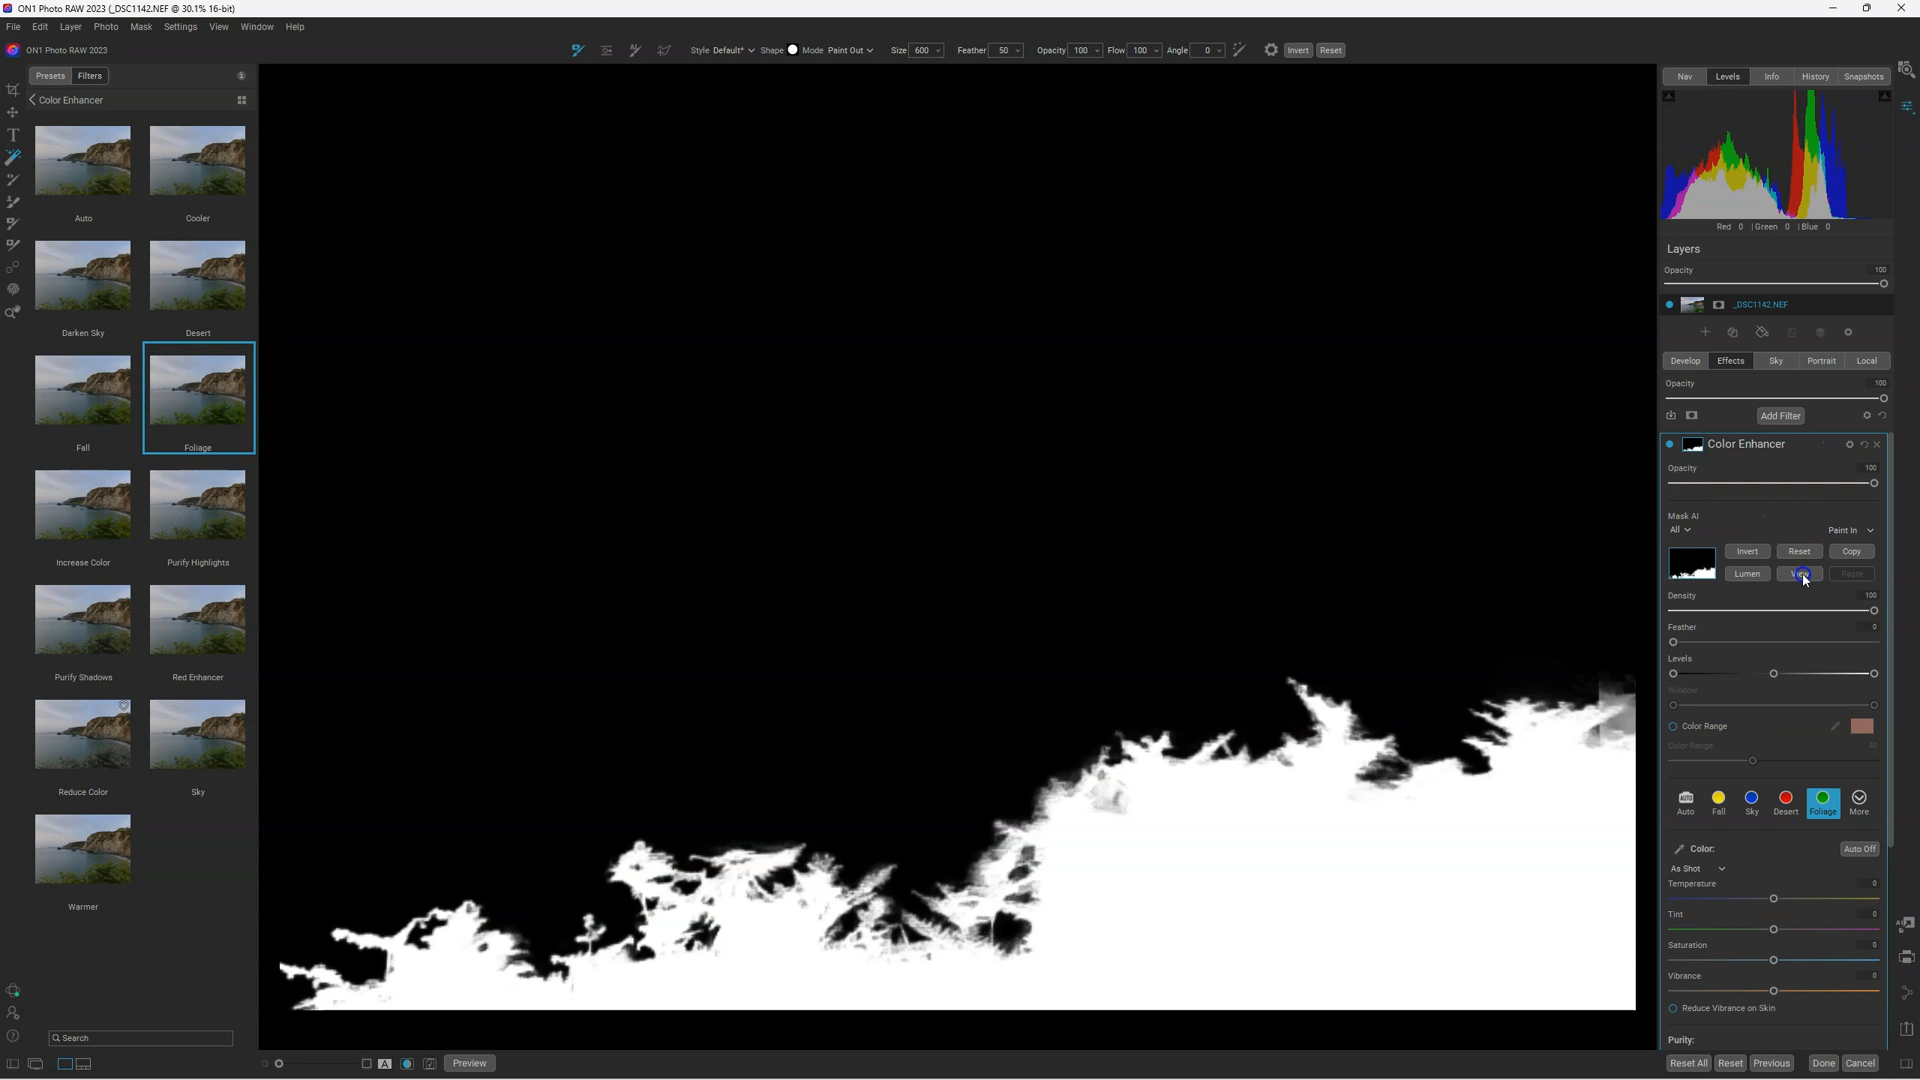 ON1 Photo RAW 2023 (_DSC1142.NEF @ 30.1% 16-bit)
File Edit Layer Photo Mask Settings View Window Help
ON1 Photo RAW 2023
Style Default* Shape Mode Paint Out Size 600 Feather 50 Opacity 100 Flow 100 Angle 0 Invert Reset
Presets Filters
Color Enhancer
Auto Cooler
Darken Sky Desert
Fall Foliage
Increase Color Purify Highlights
Purify Shadows Red Enhancer
Reduce Color Sky
Warmer
Search
A Preview
Nav Levels Info History Snapshots
Red 0 | Green 0 | Blue 0
Layers
Opacity 100
_DSC1142.NEF
Develop Effects Sky Portrait Local
Opacity 100
Add Filter
Color Enhancer
Opacity 100
Mask AI
All Paint In
Invert Reset Copy
Lumen View Paste
Density 100
Feather 0
Levels
Window
Color Range
Color Range
AUTO
Auto Fall Sky Desert Foliage More
Color: Auto Off
As Shot
Temperature 0
Tint 0
Saturation 0
Vibrance 0
Reduce Vibrance on Skin
Purity:
Reset All Reset Previous Done Cancel